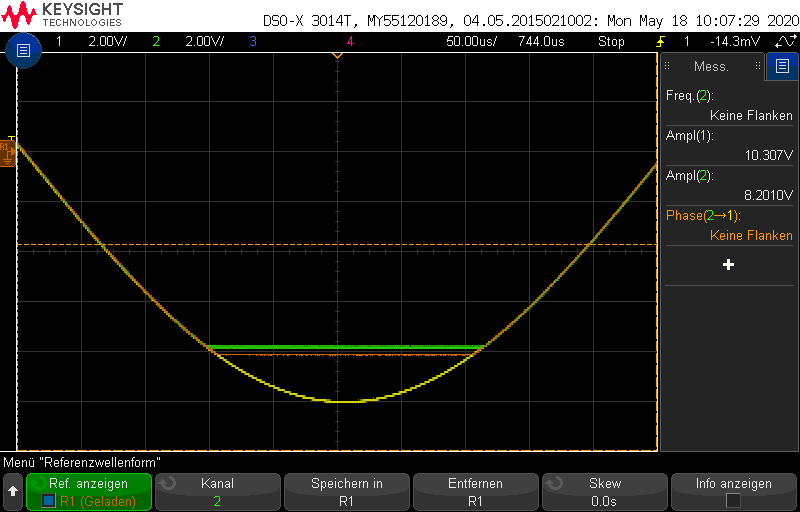 KEYSIGHT
TECHNOLOGIES
DSO-X 3014T, MY55120189, 04.05.2015021002: Mon May 18 10:07:29 2020
1 2.00V/ 2 2.00V/ 3 4 50.00us/ 744.0us Stop 1 -14.3mV
Mess.
Freq.(2):
Keine Flanken
Ampl(1):
10.307V
Ampl(2):
8.2010V
Phase(2→1):
Keine Flanken
T
R1
Menü "Referenzwellenform"
Ref. anzeigen
R1 (Geladen)
Kanal
2
Speichern in
R1
Entfernen
R1
Skew
0.0s
Info anzeigen